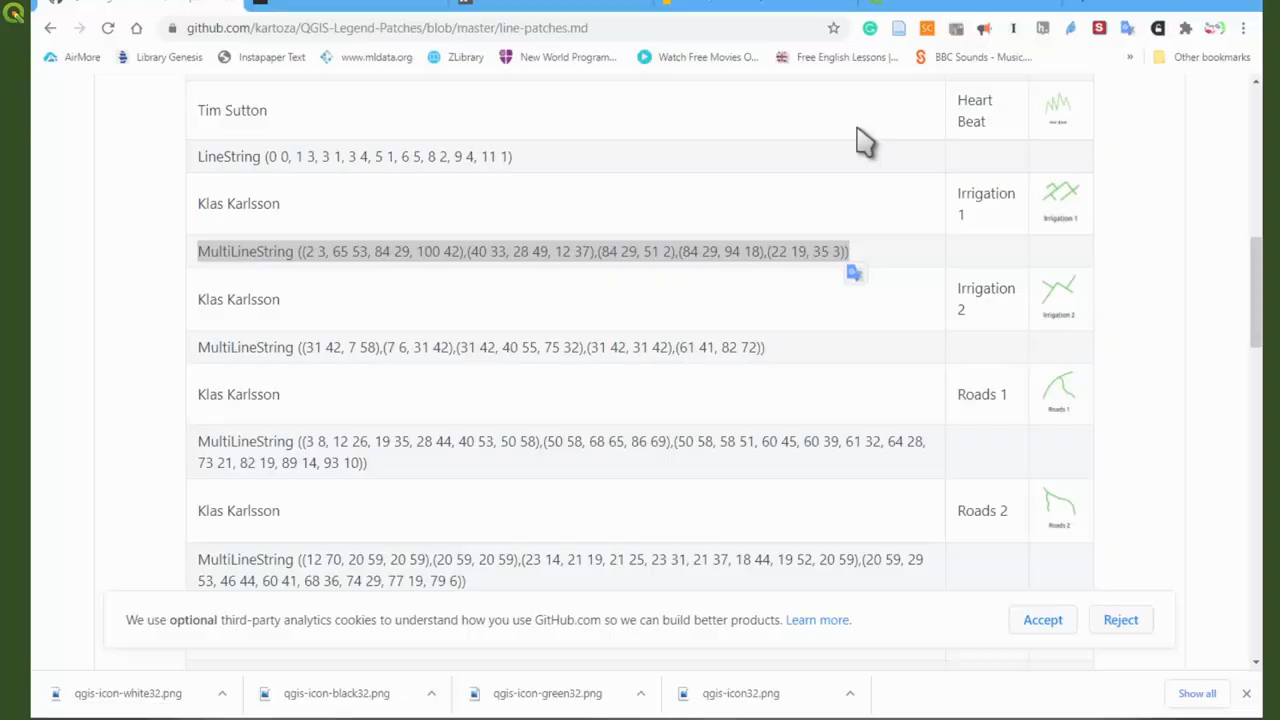 github.com/kartoza/QGIS-Legend-Patches/blob/master/line-patches.md
AirMore
Library Genesis
Instapaper Text
www.mldata.org
ZLibrary
New World Program...
Watch Free Movies O...
Free English Lessons |...
BBC Sounds - Music,...
»
Other bookmarks
Tim Sutton
Heart
Beat
LineString (0 0, 1 3, 3 1, 3 4, 5 1, 6 5, 8 2, 9 4, 11 1)
Klas Karlsson
Irrigation
1
Irrigation 1
MultiLineString ((2 3, 65 53, 84 29, 100 42),(40 33, 28 49, 12 37),(84 29, 51 2),(84 29, 94 18),(22 19, 35 3))
Klas Karlsson
Irrigation
2
Irrigation 2
MultiLineString ((31 42, 7 58),(7 6, 31 42),(31 42, 40 55, 75 32),(31 42, 31 42),(61 41, 82 72))
Klas Karlsson
Roads 1
Roads 1
MultiLineString ((3 8, 12 26, 19 35, 28 44, 40 53, 50 58),(50 58, 68 65, 86 69),(50 58, 58 51, 60 45, 60 39, 61 32, 64 28,
73 21, 82 19, 89 14, 93 10))
Klas Karlsson
Roads 2
Roads 2
MultiLineString ((12 70, 20 59, 20 59),(20 59, 20 59),(23 14, 21 19, 21 25, 23 31, 21 37, 18 44, 19 52, 20 59),(20 59, 29
53, 46 44, 60 41, 68 36, 74 29, 77 19, 79 6))
We use optional third-party analytics cookies to understand how you use GitHub.com so we can build better products. Learn more.
Accept
Reject
qgis-icon-white32.png
qgis-icon-black32.png
qgis-icon-green32.png
qgis-icon32.png
Show all